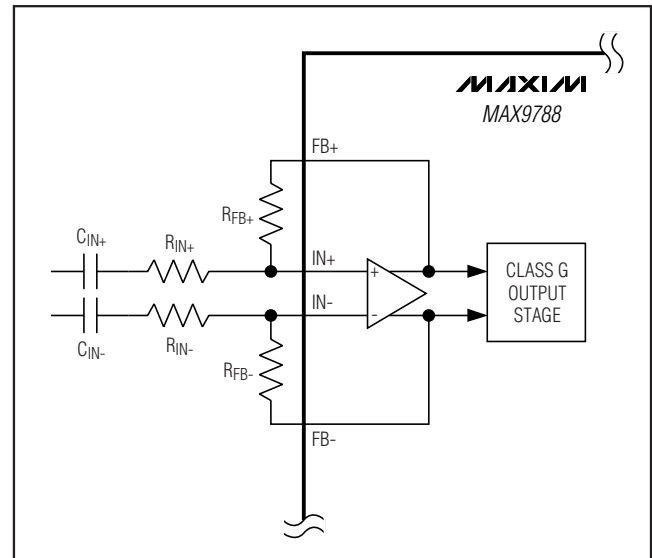 MAXIM
MAX9788
FB+
RFB+
CIN+
RIN+
IN+
+
CLASS G
OUTPUT
STAGE
IN-
-
CIN-
RIN-
RFB-
FB-